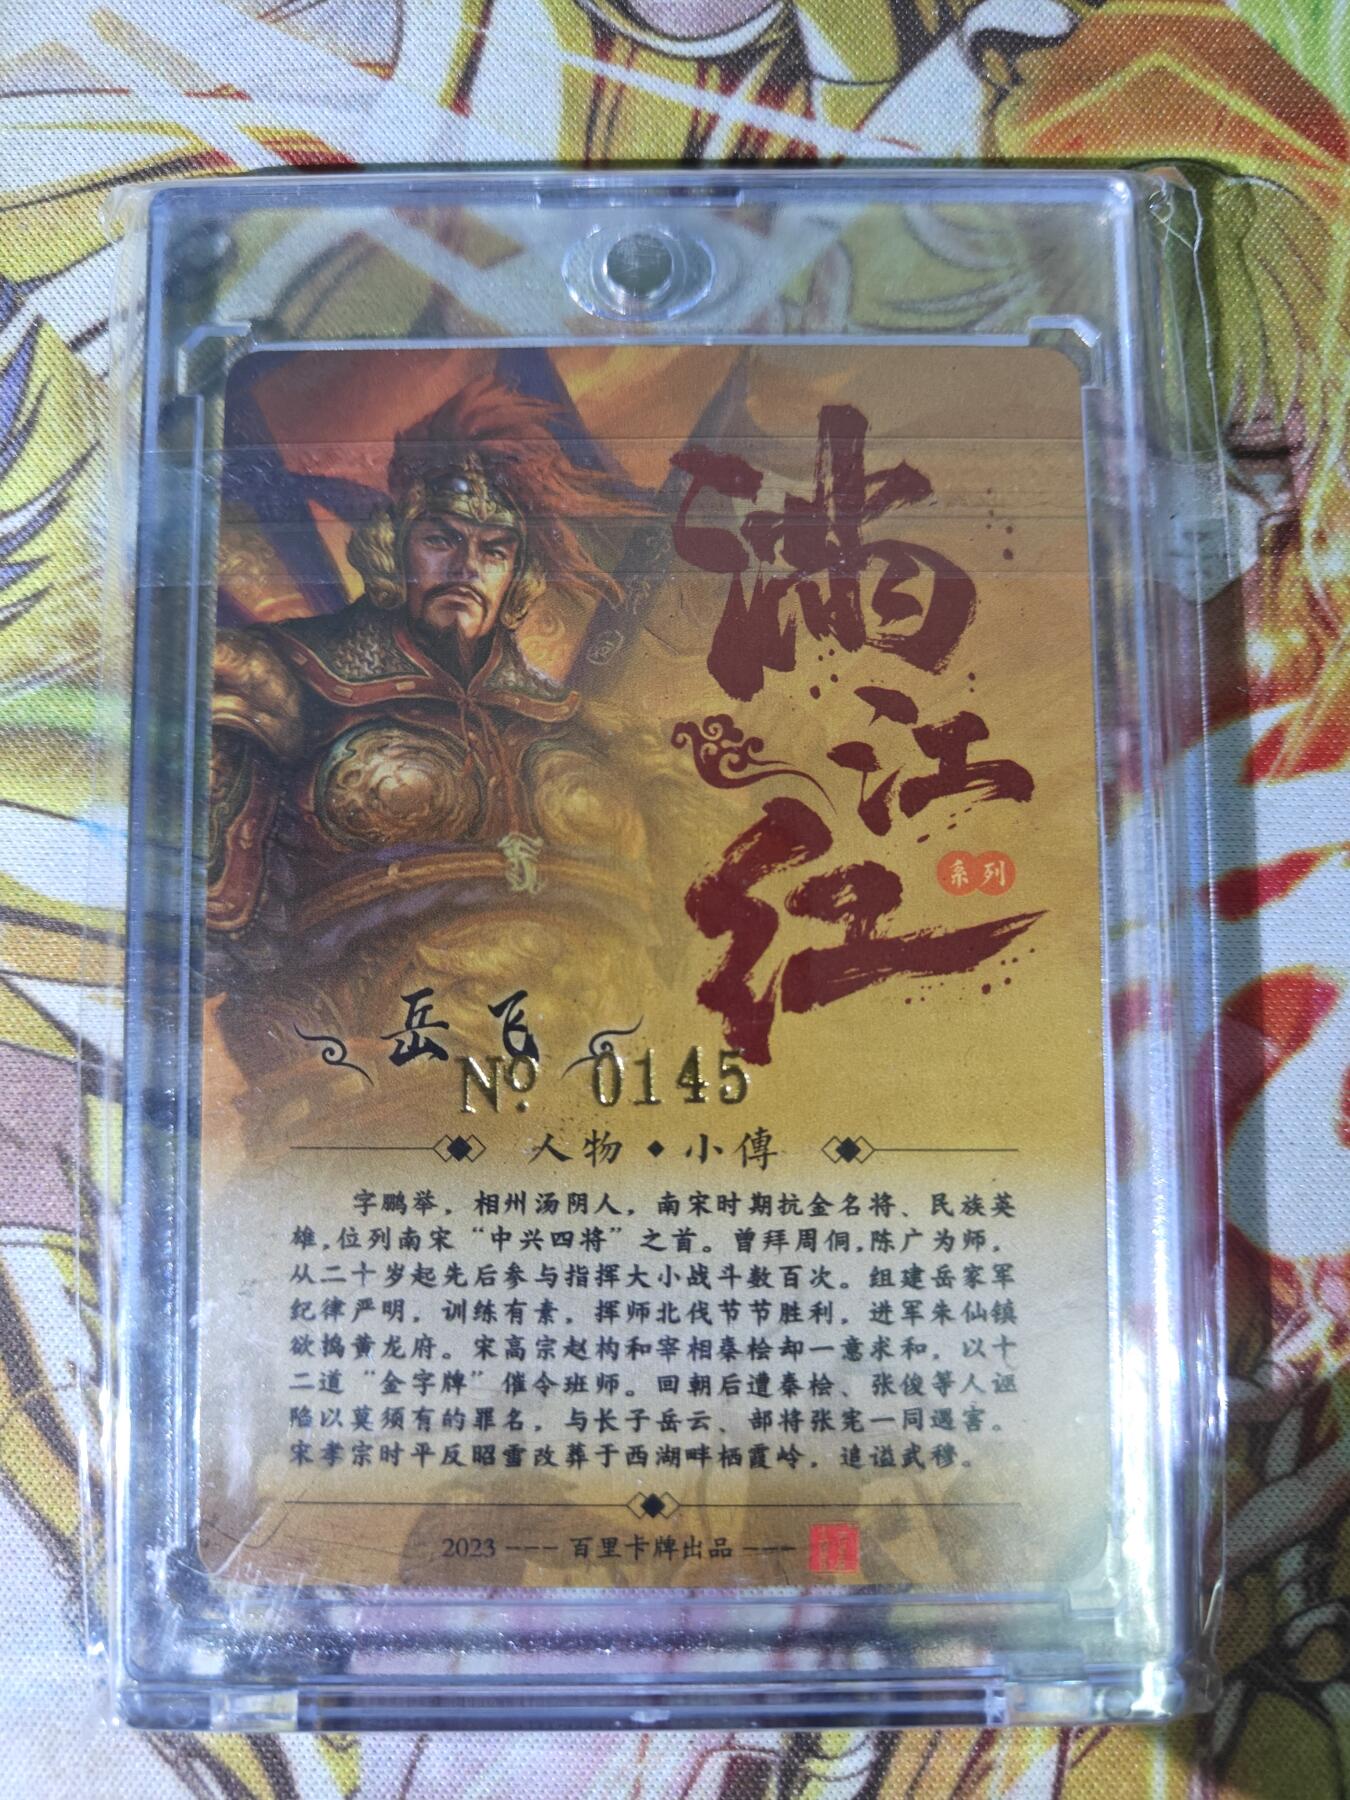 满
江
红
系列
岳飞
No. 0145
人物◆小傳
字鹏举，相州汤阴人，南宋时期抗金名将、民族英
雄，位列南宋“中兴四将”之首。曾拜周侗，陈广为师，
从二十岁起先后参与指挥大小战斗数百次。组建岳家军
纪律严明，训练有素，挥师北伐节节胜利，进军朱仙镇
欲捣黄龙府。宋高宗赵构和宰相秦桧却一意求和，以十
二道“金字牌”催令班师。回朝后遭秦桧、张俊等人诬
陷以莫须有的罪名，与长子岳云、部将张宪一同遇害。
宋孝宗时平反昭雪改葬于西湖畔栖霞岭，追谥武穆。
2023 --- 百里卡牌出品 ---